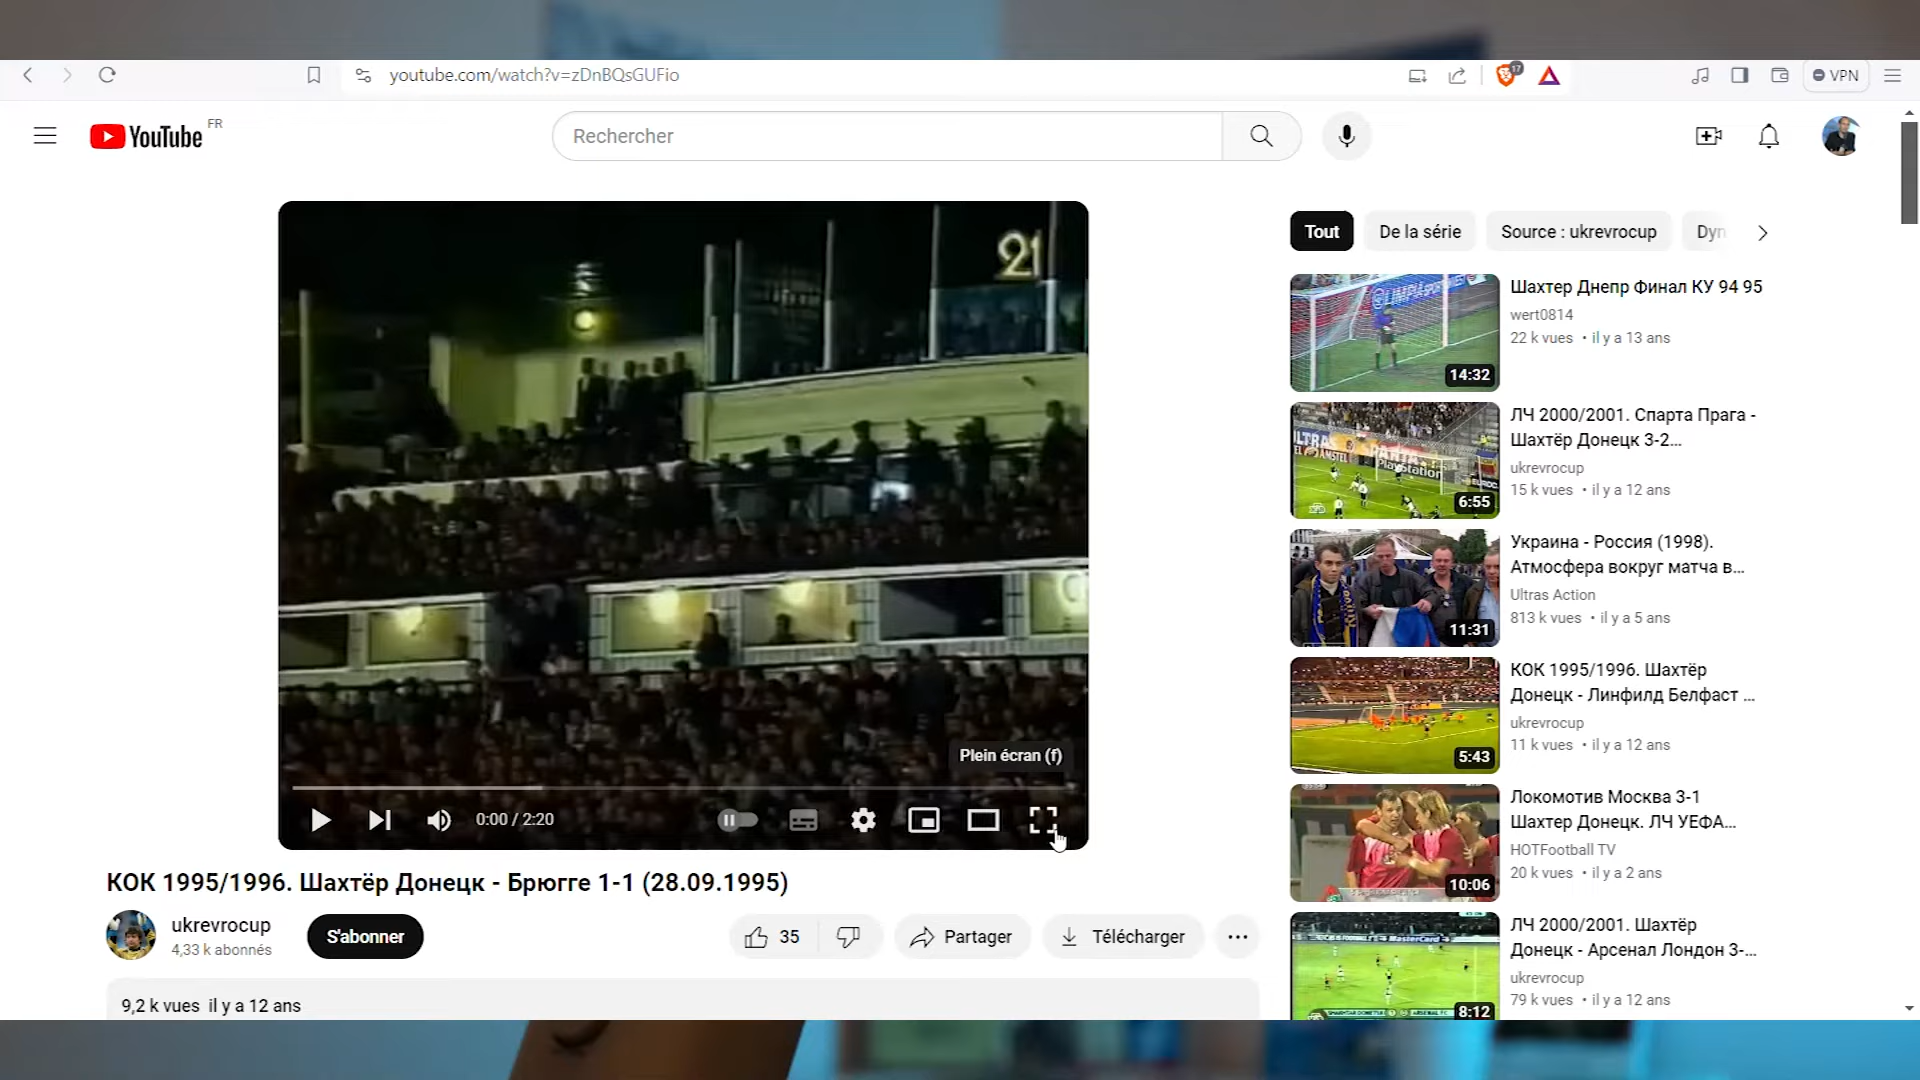 youtube.com/watch?v=zDnBQsGUFio
17
VPN
YouTube FR
Rechercher
21
Plein écran (f)
0:00 / 2:20
КОК 1995/1996. Шахтёр Донецк - Брюгге 1-1 (28.09.1995)
ukrevrocup
4,33 k abonnés
S'abonner
35
Partager
Télécharger
9,2 k vues il y a 12 ans
Tout
De la série
Source : ukrevrocup
Dyn
14:32
Шахтер Днепр Финал КУ 94 95
wert0814
22 k vues • il y a 13 ans
6:55
ЛЧ 2000/2001. Спарта Прага -
Шахтёр Донецк 3-2...
ukrevrocup
15 k vues • il y a 12 ans
11:31
Украина - Россия (1998).
Атмосфера вокруг матча в...
Ultras Action
813 k vues • il y a 5 ans
5:43
КОК 1995/1996. Шахтёр
Донецк - Линфилд Белфаст ...
ukrevrocup
11 k vues • il y a 12 ans
10:06
Локомотив Москва 3-1
Шахтер Донецк. ЛЧ УЕФА...
HOTFootball TV
20 k vues • il y a 2 ans
8:12
ЛЧ 2000/2001. Шахтёр
Донецк - Арсенал Лондон 3-...
ukrevrocup
79 k vues • il y a 12 ans